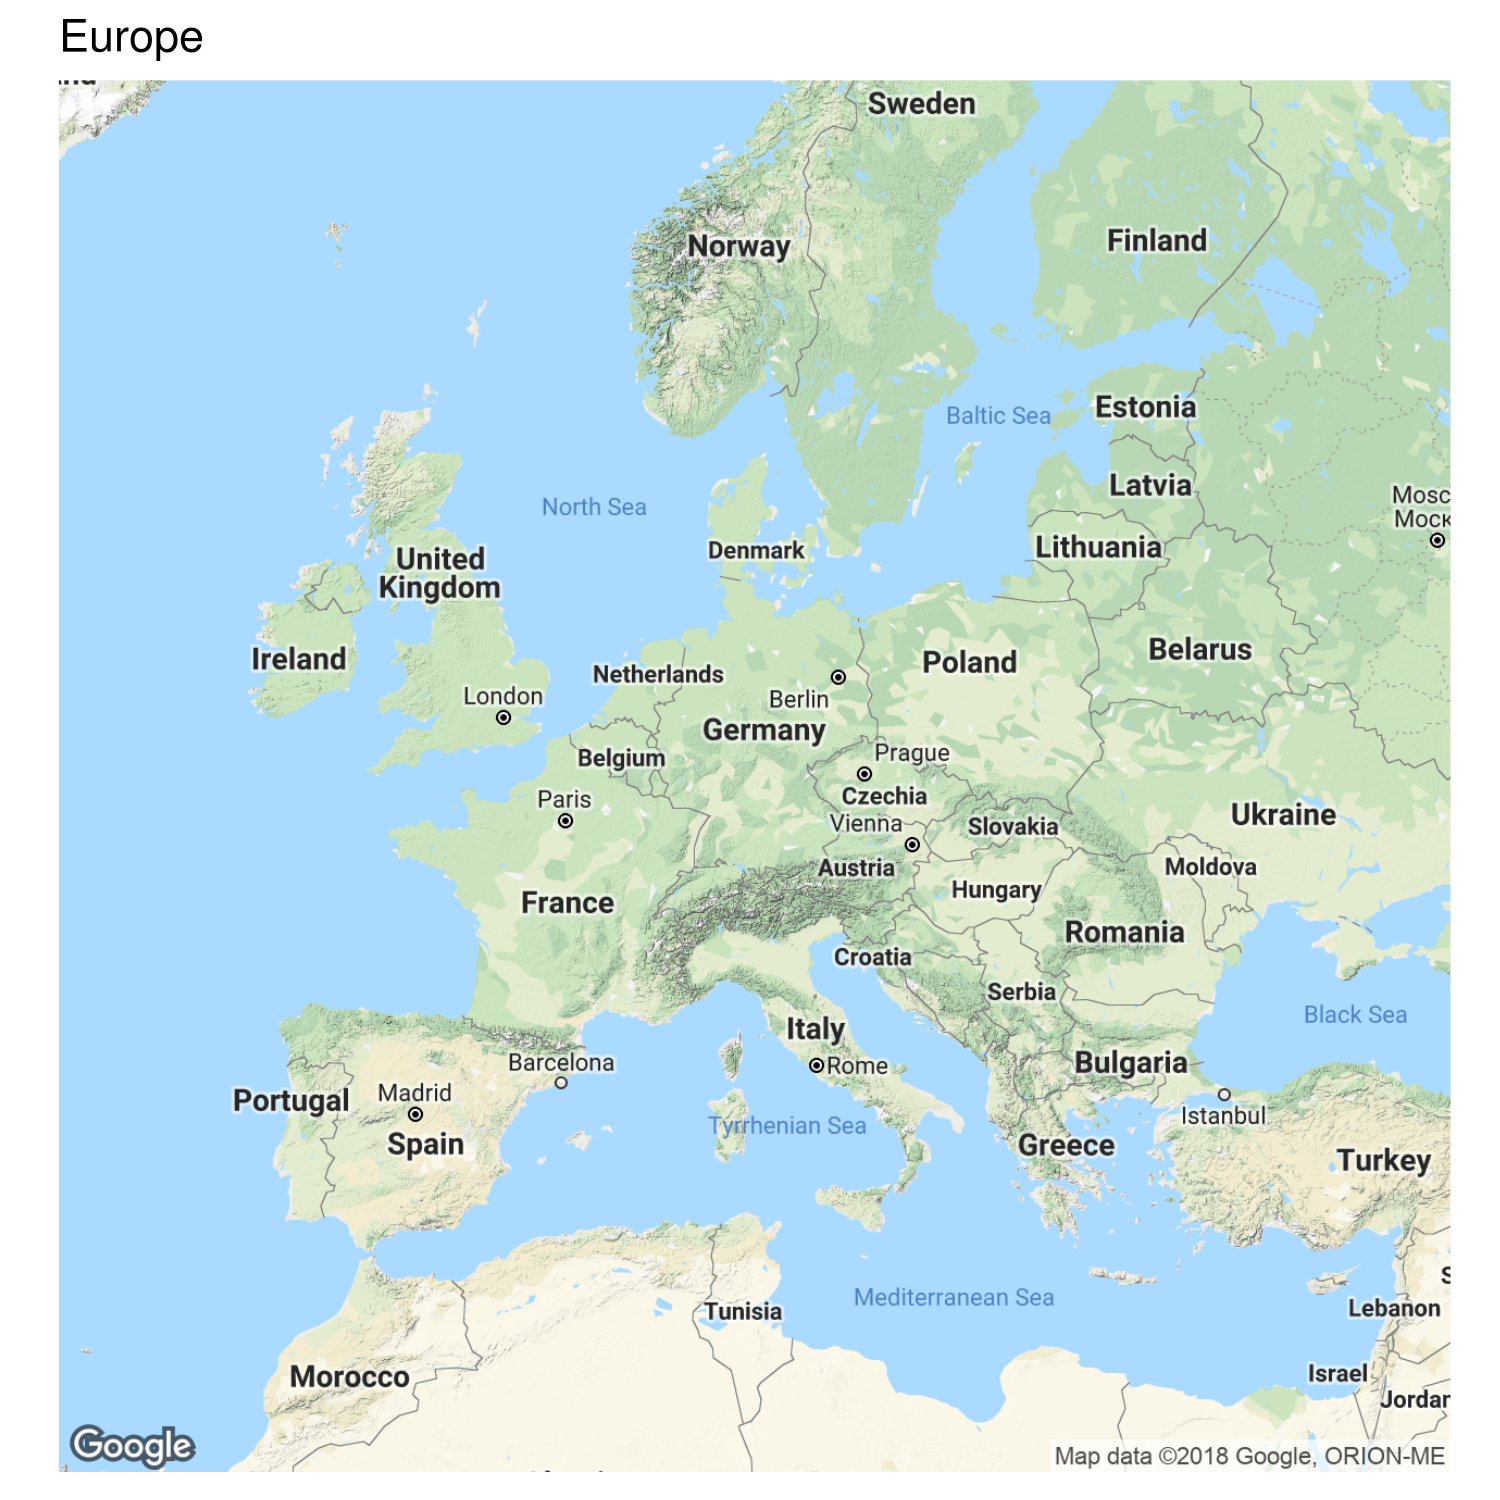 Europe
Sweden
Norway
Finland
Baltic Sea
Estonia
Latvia
North Sea
Mosc
Моск
Denmark
Lithuania
United
Kingdom
Ireland
Belarus
Netherlands
Poland
London
Berlin
Germany
Belgium
Prague
Czechia
Paris
Vienna
Slovakia
Ukraine
Austria
Moldova
Hungary
France
Romania
Croatia
Serbia
Black Sea
Italy
Barcelona
Rome
Bulgaria
Portugal
Madrid
Istanbul
Tyrrhenian Sea
Spain
Greece
Turkey
S
Mediterranean Sea
Lebanon
Tunisia
Morocco
Israel
Jordar
Google
Map data ©2018 Google, ORION-ME